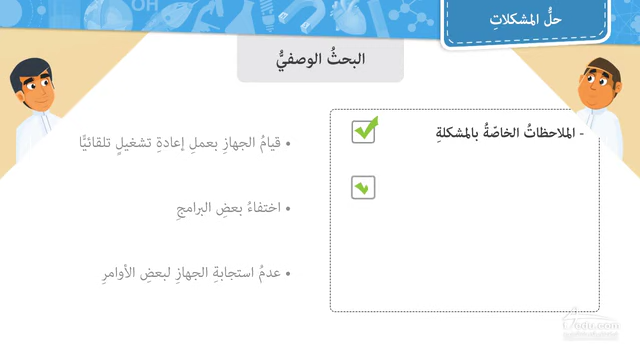 حلُّ المشكلاتِ
البحثُ الوصفيُّ
- الملاحظاتُ الخاصّةُ بالمشكلةِ
• قيامُ الجهازِ بعملِ إعادةِ تشغيلٍ تلقائيًّا
• اختفاءُ بعضِ البرامجِ
• عدمُ استجابةِ الجهازِ لبعضِ الأوامرِ
OH